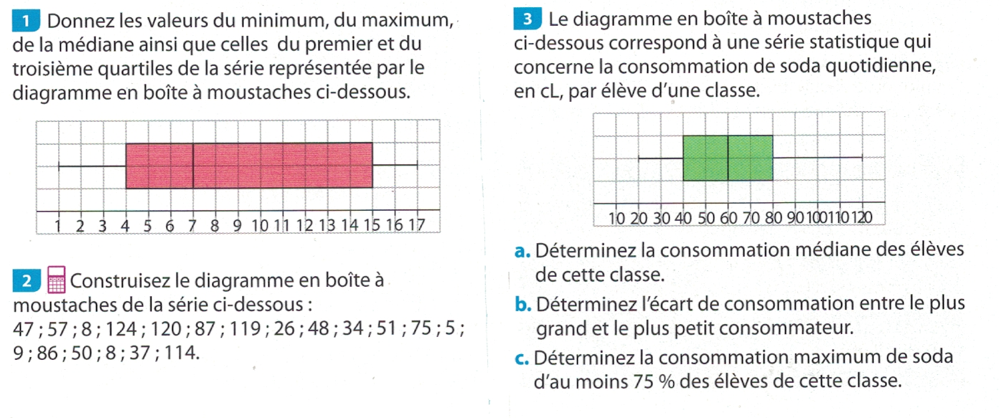 1 Donnez les valeurs du minimum, du maximum,
de la médiane ainsi que celles du premier et du
troisième quartiles de la série représentée par le
diagramme en boîte à moustaches ci-dessous.
1 2 3 4 5 6 7 8 9 10 11 12 13 14 15 16 17
2 Construisez le diagramme en boîte à
moustaches de la série ci-dessous :
47 ; 57 ; 8 ; 124 ; 120 ; 87 ; 119 ; 26 ; 48 ; 34 ; 51 ; 75 ; 5 ;
9 ; 86 ; 50 ; 8 ; 37 ; 114.
3 Le diagramme en boîte à moustaches
ci-dessous correspond à une série statistique qui
concerne la consommation de soda quotidienne,
en cL, par élève d'une classe.
10 20 30 40 50 60 70 80 90 100 110 120
a. Déterminez la consommation médiane des élèves
de cette classe.
b. Déterminez l'écart de consommation entre le plus
grand et le plus petit consommateur.
c. Déterminez la consommation maximum de soda
d'au moins 75 % des élèves de cette classe.